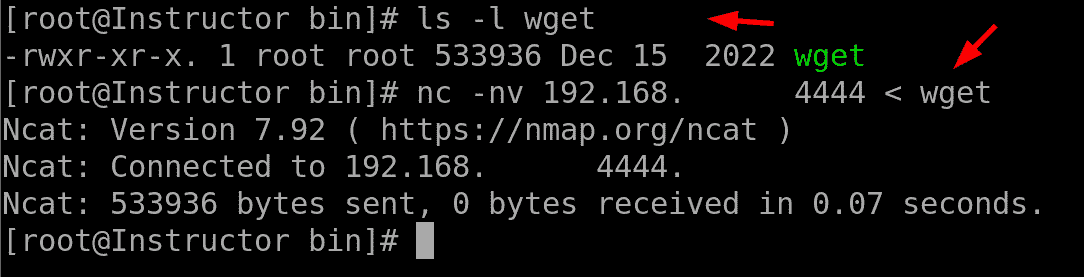 [root@Instructor bin]# ls -l wget
-rwxr-xr-x. 1 root root 533936 Dec 15  2022 wget
[root@Instructor bin]# nc -nv 192.168.      4444 < wget
Ncat: Version 7.92 ( https://nmap.org/ncat )
Ncat: Connected to 192.168.      4444.
Ncat: 533936 bytes sent, 0 bytes received in 0.07 seconds.
[root@Instructor bin]#